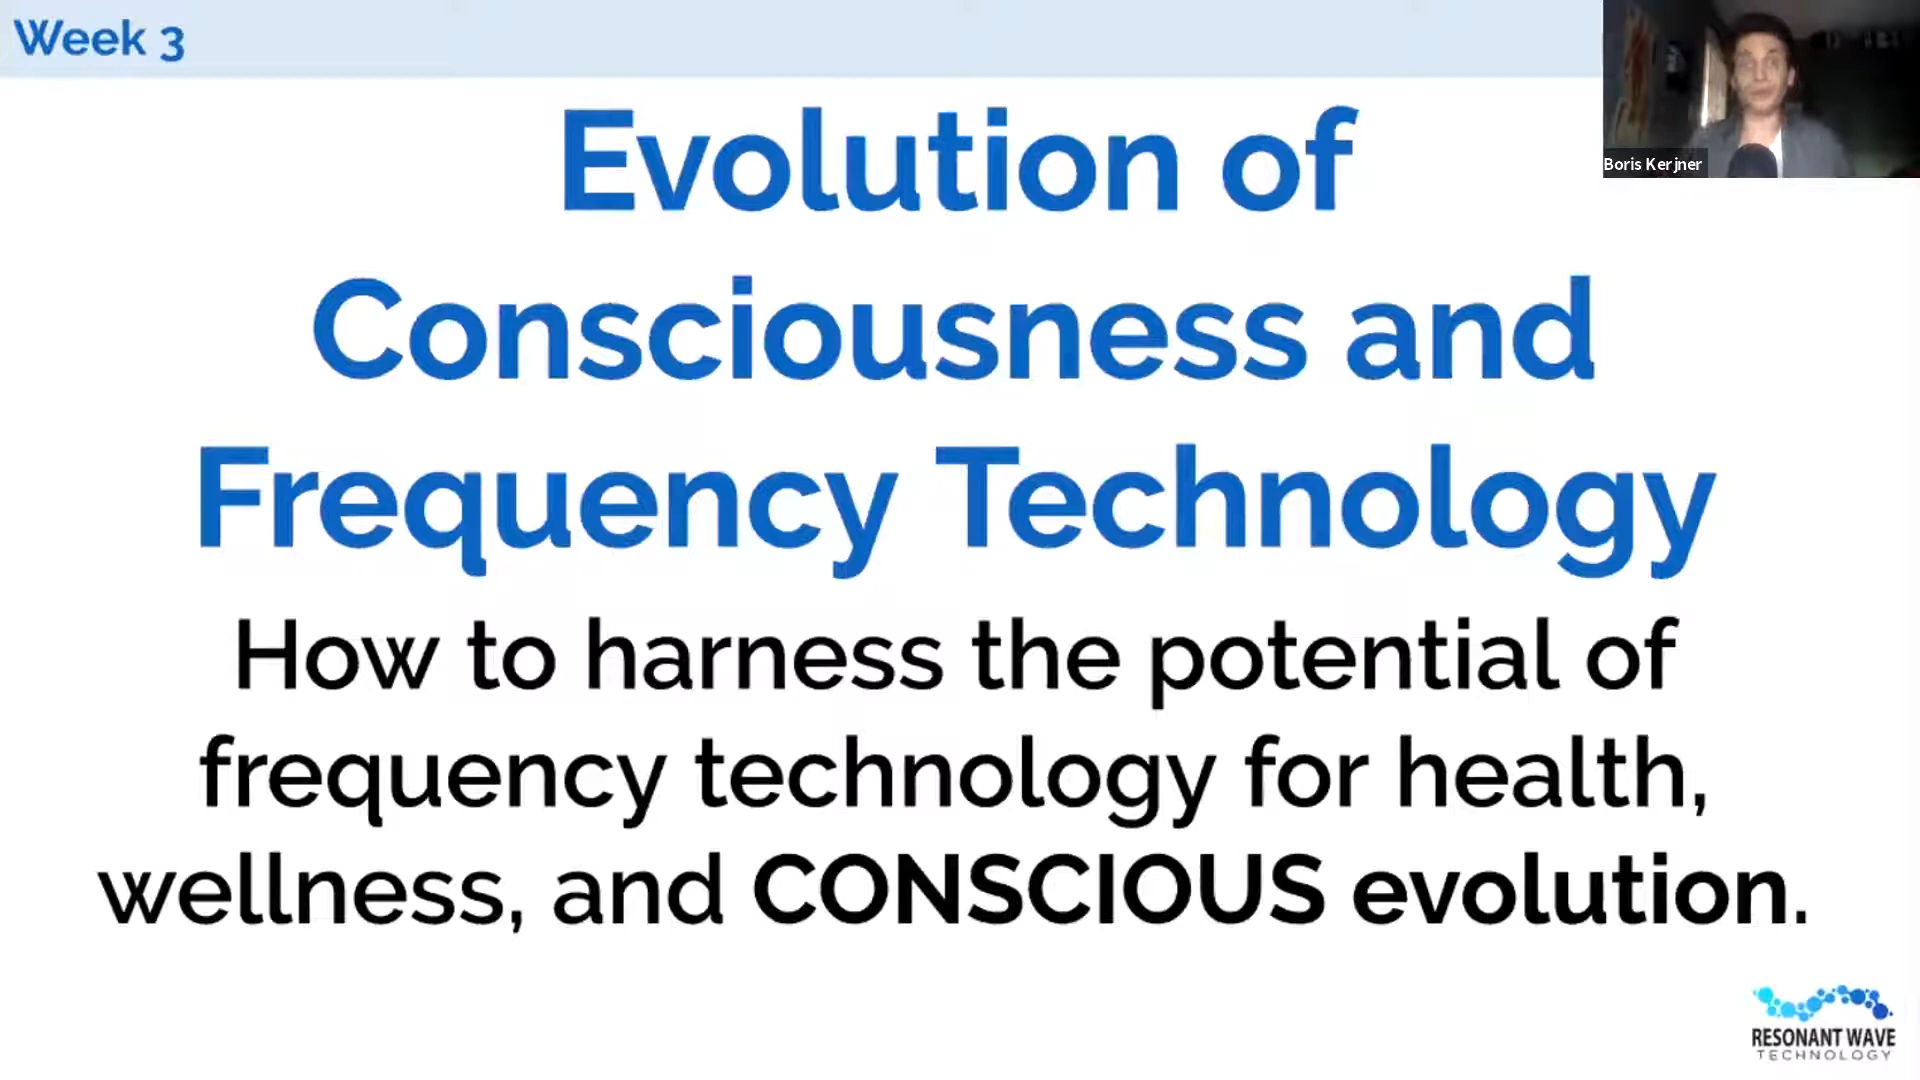 Week 3
Boris Kerjner
Evolution of
Consciousness and
Frequency Technology
How to harness the potential of
frequency technology for health,
wellness, and CONSCIOUS evolution.
RESONANT WAVE
TECHNOLOGY